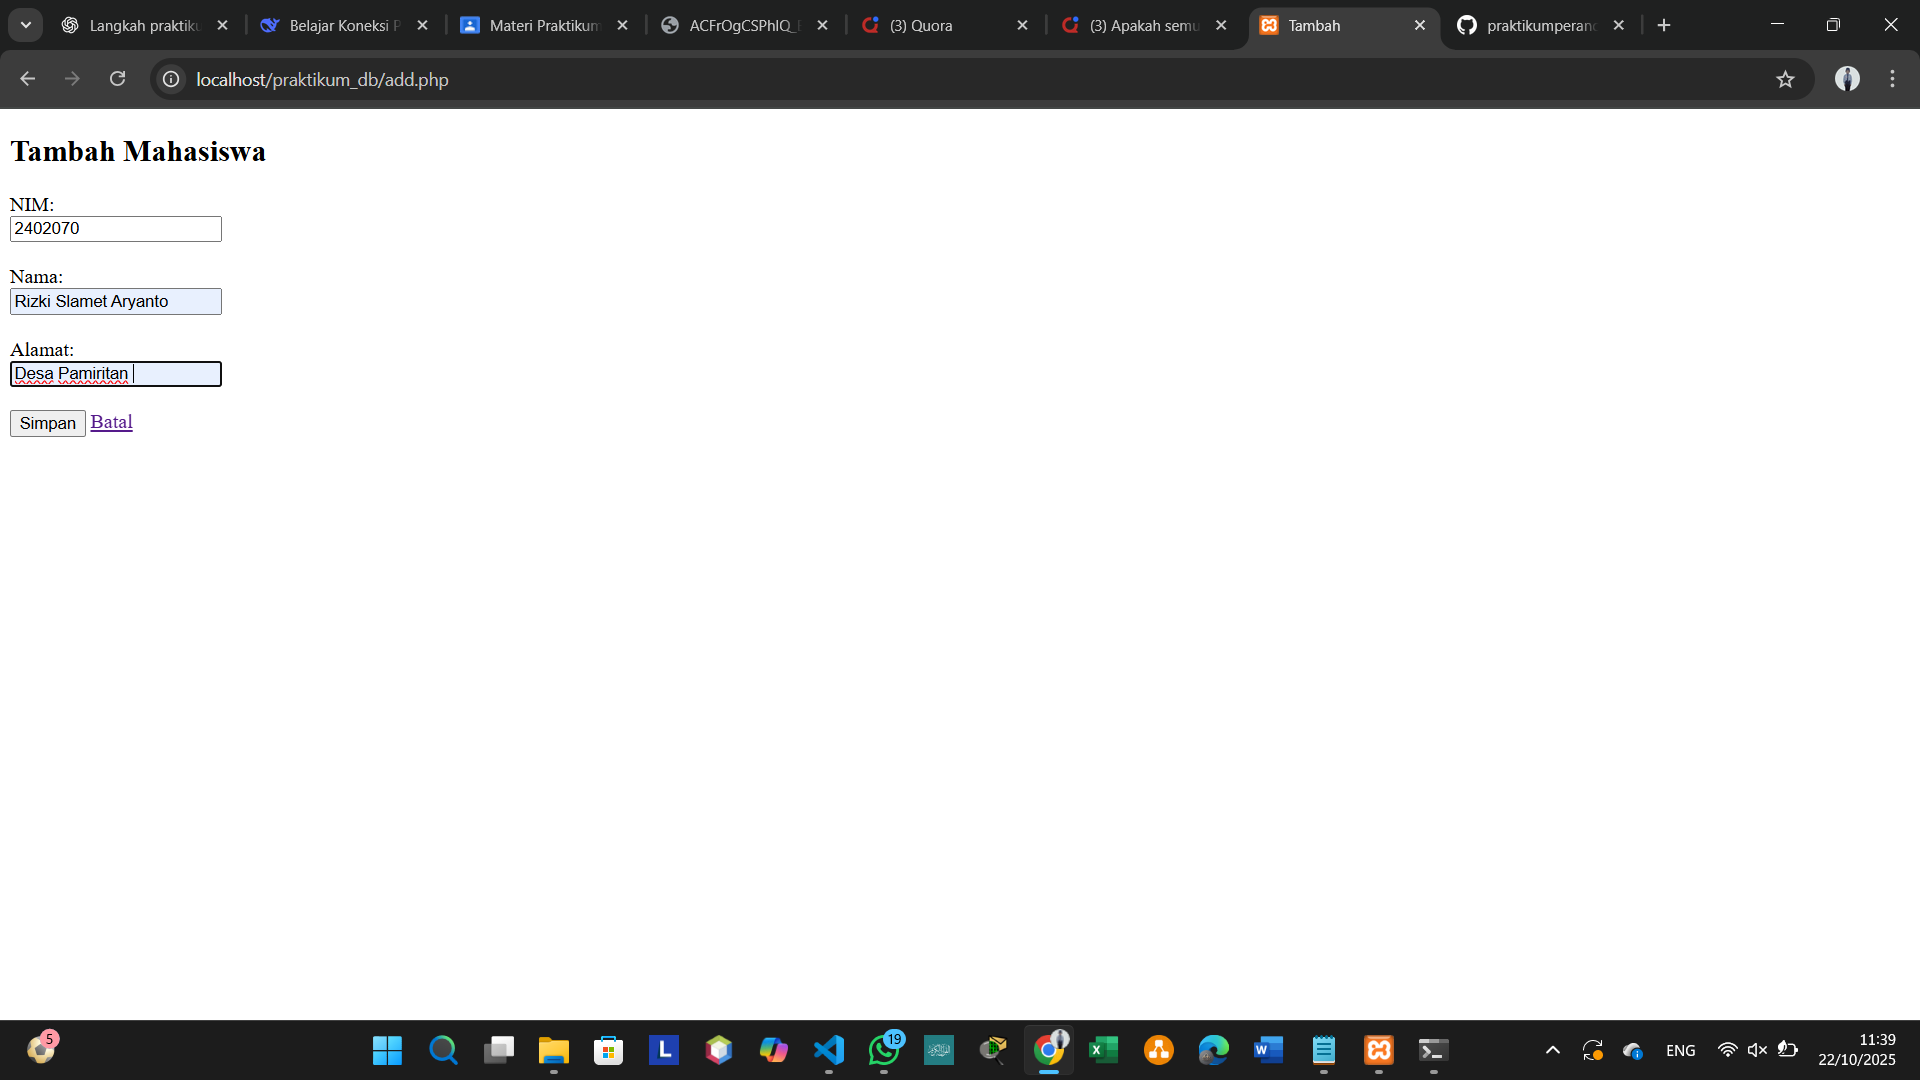 Langkah praktiku
Belajar Koneksi P
Materi Praktikum
ACFrOgCSPhlQ_
(3) Quora
(3) Apakah semu
Tambah
praktikumperanc
localhost/praktikum_db/add.php
Tambah Mahasiswa
NIM:
2402070
Nama:
Rizki Slamet Aryanto
Alamat:
Desa Pamiritan
Simpan Batal
5
L
19
ENG
11:39
22/10/2025